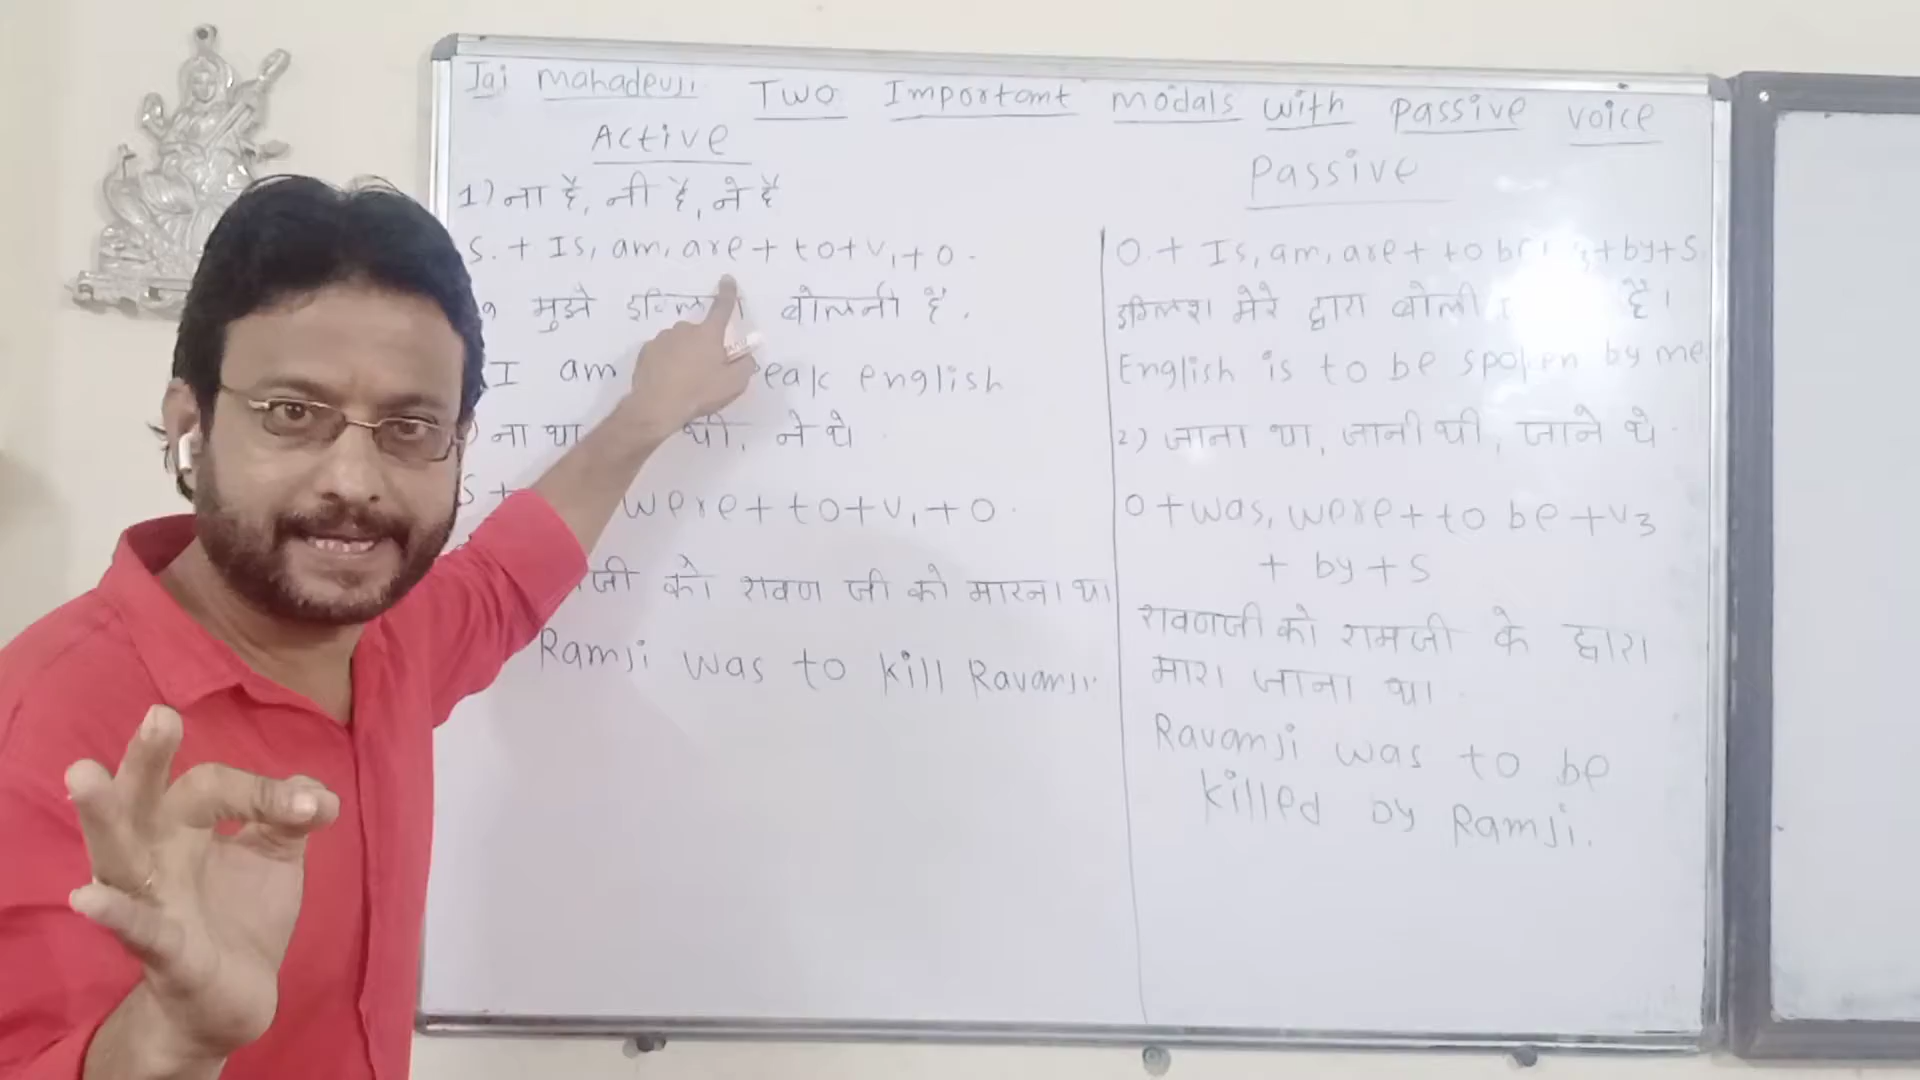 Jai Mahadevji. Two Important Modals with Passive Voice
Active
1) ना है, नी है, ने है
S. + Is, am, are + to + V1 + O.
मुझे बोलनी है.
I am english
ना था थी, ने थे
S + were + to + V1 + O.
को रावण जी को मारना था
Ramji was to kill Ravanji.
Passive
O. + Is, am, are + to + by + S.
इंग्लिश मेरे द्वारा बोली है।
English is to be spoken by me
2) जाना था, जानी थी, जाने थे
O + was, were + to be + V3
+ by + S
रावणजी को रामजी के द्वारा
मारा जाना था
Ravanji was to be
killed by Ramji.